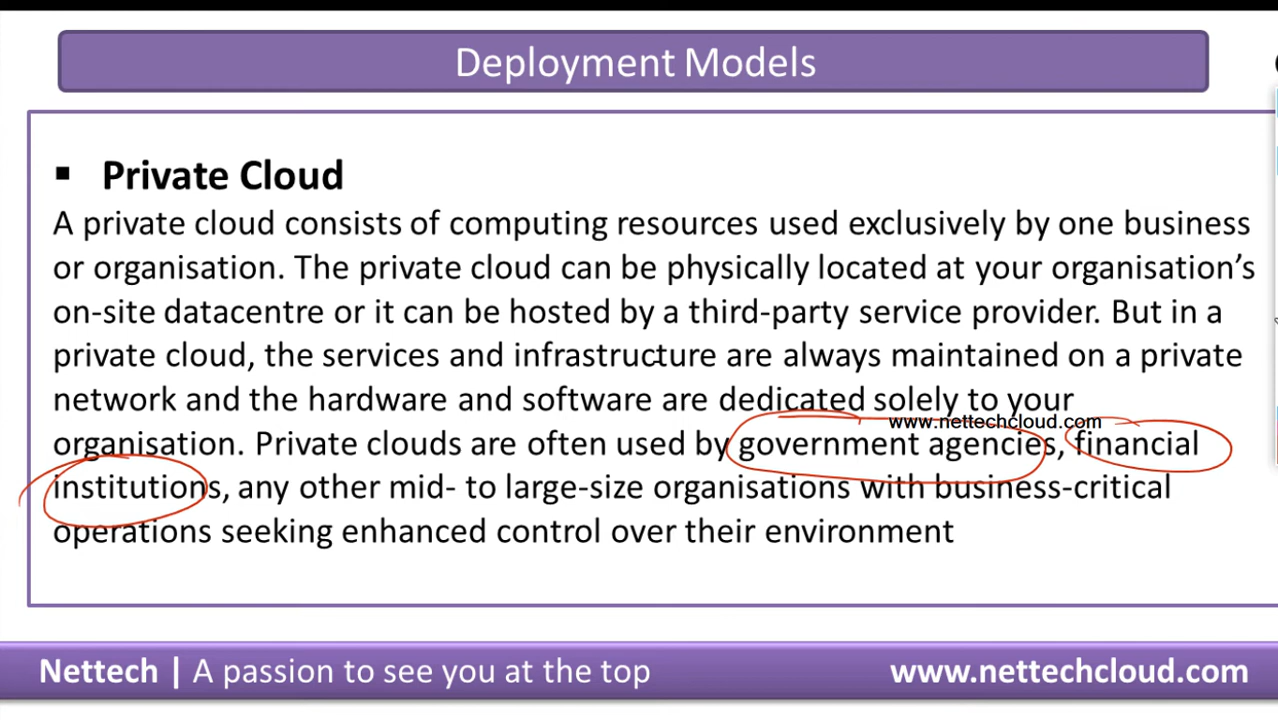 Deployment Models
▪ Private Cloud
A private cloud consists of computing resources used exclusively by one business
or organisation. The private cloud can be physically located at your organisation's
on-site datacentre or it can be hosted by a third-party service provider. But in a
private cloud, the services and infrastructure are always maintained on a private
network and the hardware and software are dedicated solely to your
www.nettechcloud.com
organisation. Private clouds are often used by government agencies, financial
institutions, any other mid- to large-size organisations with business-critical
operations seeking enhanced control over their environment
Nettech | A passion to see you at the top
www.nettechcloud.com